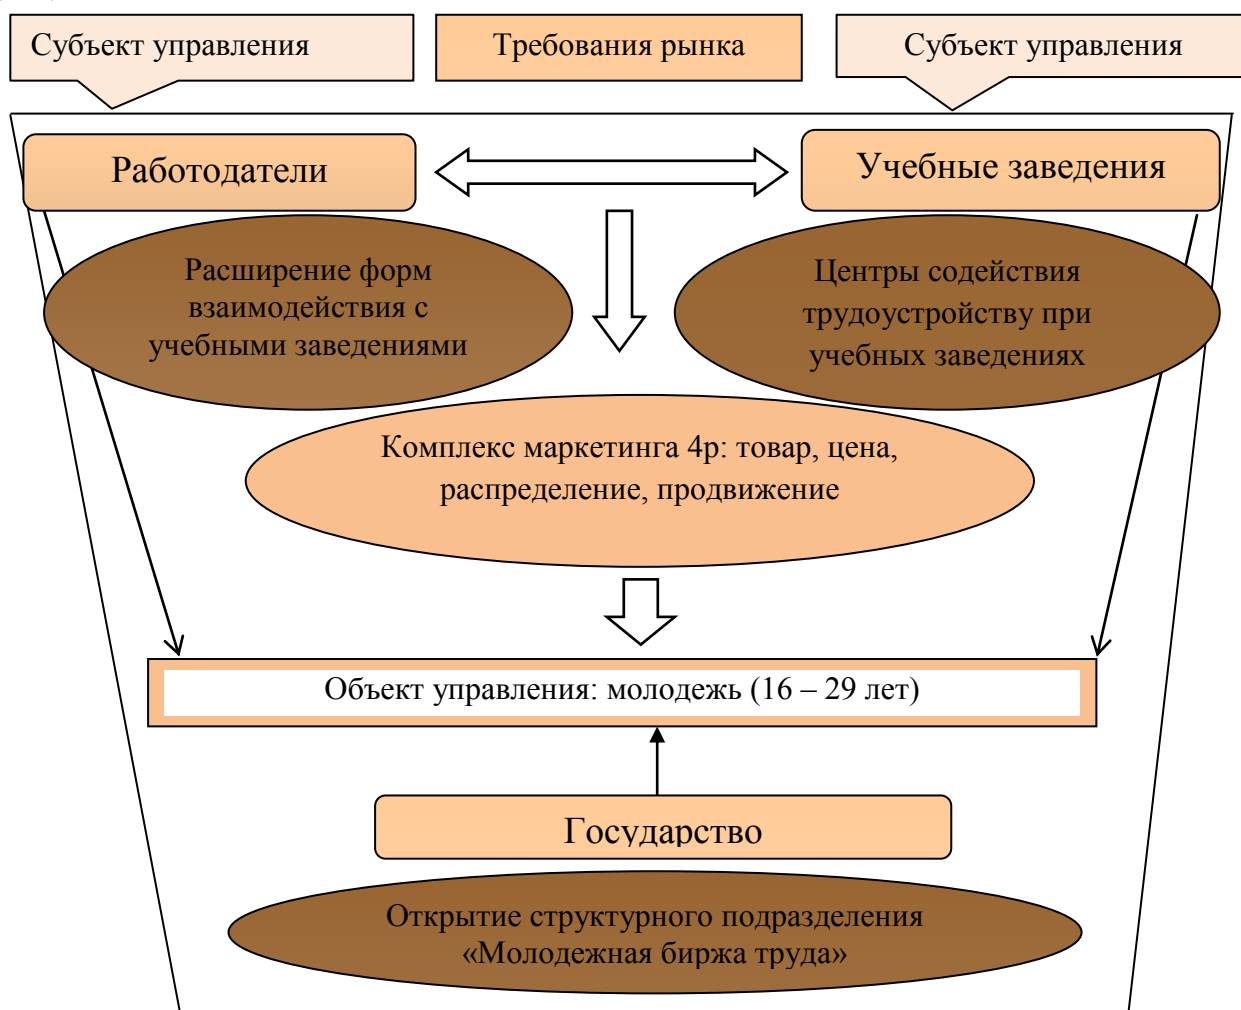 Субъект управления
Требования рынка
Субъект управления
Работодатели
Учебные заведения
Расширение форм
взаимодействия с
учебными заведениями
Центры содействия
трудоустройству при
учебных заведениях
Комплекс маркетинга 4р: товар, цена,
распределение, продвижение
Объект управления: молодежь (16 – 29 лет)
Государство
Открытие структурного подразделения
«Молодежная биржа труда»